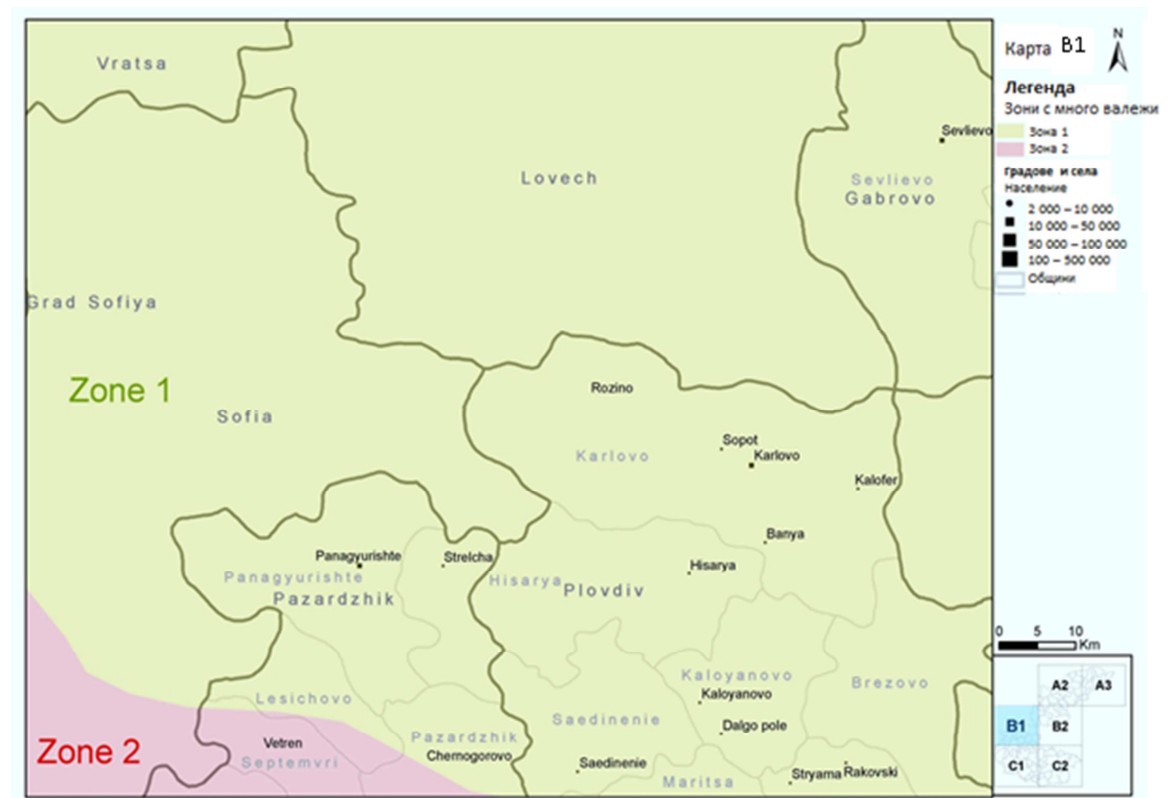 Vratsa
Lovech
Sevlievo
Sevlievo
Gabrovo
Grad Sofiya
Zone 1
Sofia
Rozino
Karlovo
Sopot
Karlovo
Kalofer
Banya
Panagyurishte
Strelcha
Hisarya
Panagyurishte
Pazardzhik
Hisarya
Plovdiv
Lesichovo
Kaloyanovo
Kaloyanovo
Brezovo
Saedinenie
Dalgo pole
Zone 2
Vetren
Septemvri
Pazardzhik
Chernogorovo
Saedinenie
Maritsa
Stryama
Rakovski
Карта B1
N
Легенда
Зони с много валежи
Зона 1
Зона 2
Градове и села
Население
2 000 – 10 000
10 000 – 50 000
50 000 – 100 000
100 – 500 000
Общини
0 5 10
Km
A2 A3
B1 B2
C1 C2